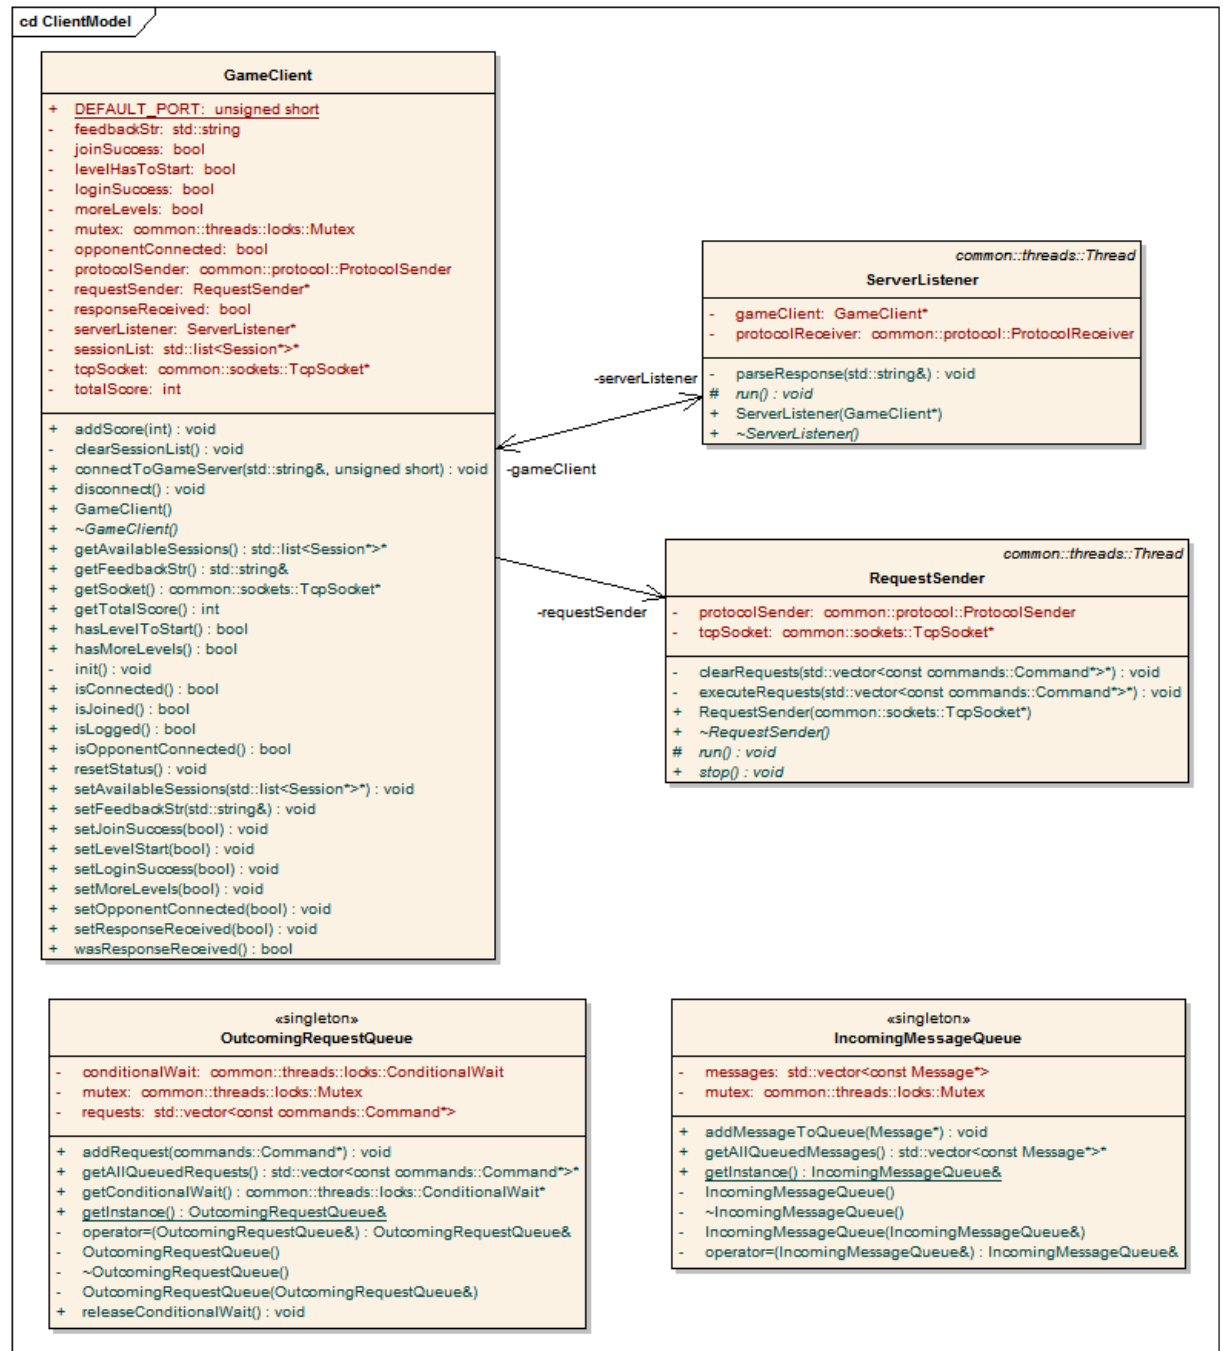 cd ClientModel
GameClient
+ DEFAULT_PORT: unsigned short
- feedbackStr: std::string
- joinSuccess: bool
- levelHasToStart: bool
- loginSuccess: bool
- moreLevels: bool
- mutex: common::threads::locks::Mutex
- opponentConnected: bool
- protocolSender: common::protocol::ProtocolSender
- requestSender: RequestSender*
- responseReceived: bool
- serverListener: ServerListener*
- sessionList: std::list<Session*>*
- tcpSocket: common::sockets::TcpSocket*
- totalScore: int
+ addScore(int) : void
- clearSessionList() : void
+ connectToGameServer(std::string&, unsigned short) : void
+ disconnect() : void
+ GameClient()
+ ~GameClient()
+ getAvailableSessions() : std::list<Session*>*
+ getFeedbackStr() : std::string&
+ getSocket() : common::sockets::TcpSocket*
+ getTotalScore() : int
+ hasLevelToStart() : bool
+ hasMoreLevels() : bool
- init() : void
+ isConnected() : bool
+ isJoined() : bool
+ isLogged() : bool
+ isOpponentConnected() : bool
+ resetStatus() : void
+ setAvailableSessions(std::list<Session*>*) : void
+ setFeedbackStr(std::string&) : void
+ setJoinSuccess(bool) : void
+ setLevelStart(bool) : void
+ setLoginSuccess(bool) : void
+ setMoreLevels(bool) : void
+ setOpponentConnected(bool) : void
+ setResponseReceived(bool) : void
+ wasResponseReceived() : bool
common::threads::Thread
ServerListener
- gameClient: GameClient*
- protocolReceiver: common::protocol::ProtocolReceiver
- parseResponse(std::string&) : void
# run() : void
+ ServerListener(GameClient*)
+ ~ServerListener()
-serverListener
-gameClient
common::threads::Thread
RequestSender
- protocolSender: common::protocol::ProtocolSender
- tcpSocket: common::sockets::TcpSocket*
- clearRequests(std::vector<const commands::Command*>*) : void
- executeRequests(std::vector<const commands::Command*>*) : void
+ RequestSender(common::sockets::TcpSocket*)
+ ~RequestSender()
# run() : void
+ stop() : void
-requestSender
«singleton»
OutcomingRequestQueue
- conditionalWait: common::threads::locks::ConditionalWait
- mutex: common::threads::locks::Mutex
- requests: std::vector<const commands::Command*>
+ addRequest(commands::Command*) : void
+ getAllQueuedRequests() : std::vector<const commands::Command*>*
+ getConditionalWait() : common::threads::locks::ConditionalWait*
+ getInstance() : OutcomingRequestQueue&
- operator=(OutcomingRequestQueue&) : OutcomingRequestQueue&
- OutcomingRequestQueue()
- ~OutcomingRequestQueue()
- OutcomingRequestQueue(OutcomingRequestQueue&)
+ releaseConditionalWait() : void
«singleton»
IncomingMessageQueue
- messages: std::vector<const Message*>
- mutex: common::threads::locks::Mutex
+ addMessageToQueue(Message*) : void
+ getAllQueuedMessages() : std::vector<const Message*>*
+ getInstance() : IncomingMessageQueue&
- IncomingMessageQueue()
- ~IncomingMessageQueue()
- IncomingMessageQueue(IncomingMessageQueue&)
- operator=(IncomingMessageQueue&) : IncomingMessageQueue&